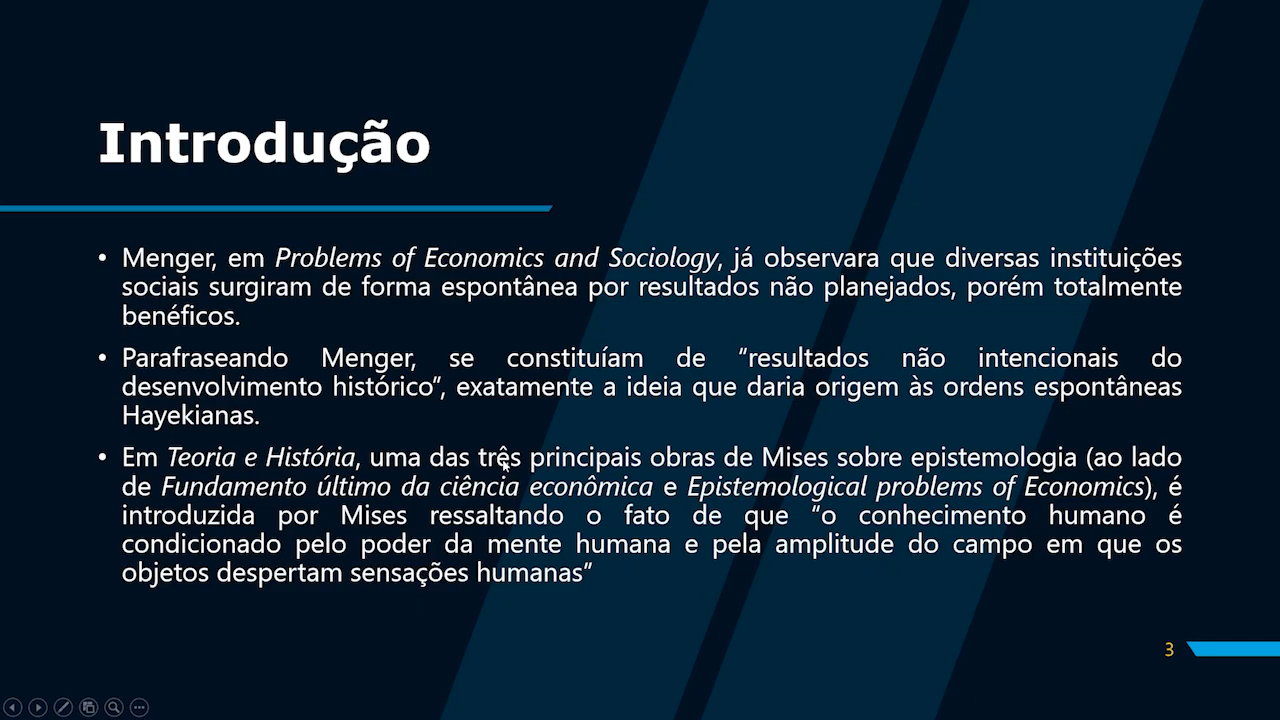 Introdução
• Menger, em Problems of Economics and Sociology, já observara que diversas instituições
sociais surgiram de forma espontânea por resultados não planejados, porém totalmente
benéficos.
• Parafraseando Menger, se constituíam de “resultados não intencionais do
desenvolvimento histórico”, exatamente a ideia que daria origem às ordens espontâneas
Hayekianas.
• Em Teoria e História, uma das três principais obras de Mises sobre epistemologia (ao lado
de Fundamento último da ciência econômica e Epistemological problems of Economics), é
introduzida por Mises ressaltando o fato de que “o conhecimento humano é
condicionado pelo poder da mente humana e pela amplitude do campo em que os
objetos despertam sensações humanas”
3